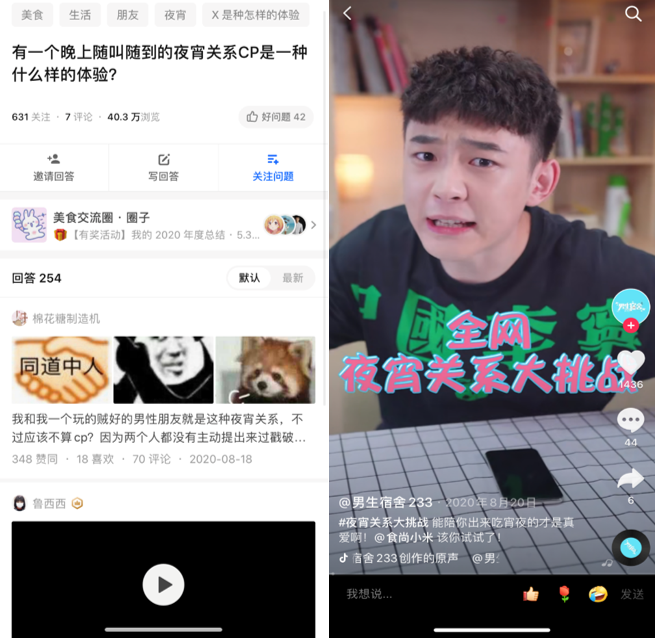 美食
生活
朋友
夜宵
X 是种怎样的体验
有一个晚上随叫随到的夜宵关系CP是一种
什么样的体验?
631 关注 · 7 评论 · 40.3 万浏览
好问题 42
邀请回答
写回答
关注问题
美食交流圈 · 圈子
【有奖活动】我的 2020 年度总结 · 5.3...
回答 254
默认
最新
棉花糖制造机
同道中人
我和我一个玩的贼好的男性朋友就是这种夜宵关系，不
过应该不算cp？因为两个人都没有主动提出来过戳破...
348 赞同 · 18 喜欢 · 70 评论 · 2020-08-18
鲁西西
中國李寧
全网
夜宵关系大挑战
1436
44
6
@男生宿舍233 · 2020年8月20日
#夜宵关系大挑战 能陪你出来吃宵夜的才是真
爱啊！@食尚小米 该你试试了！
宿舍233创作的原声 @男生
我想说...
发送